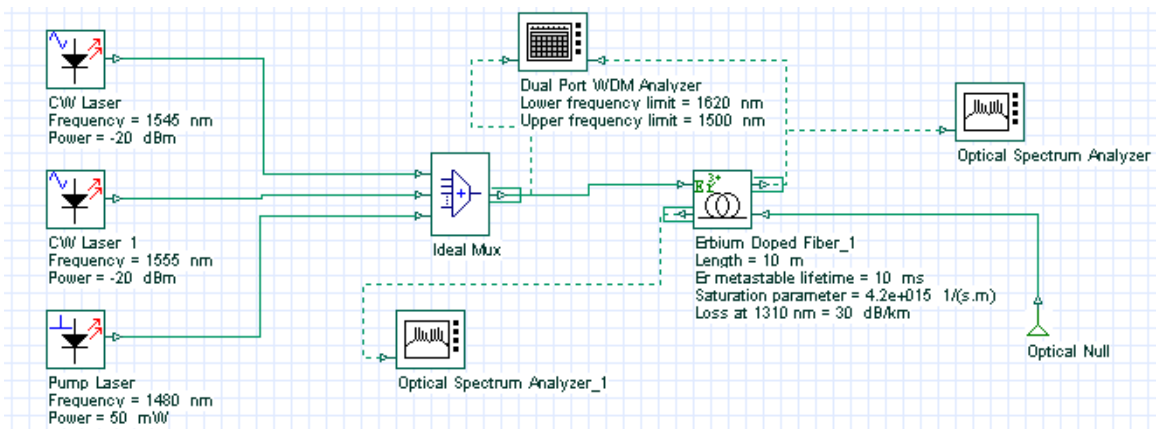 CW Laser
Frequency = 1545 nm
Power = -20 dBm
CW Laser 1
Frequency = 1555 nm
Power = -20 dBm
Pump Laser
Frequency = 1480 nm
Power = 50 mW
Ideal Mux
Dual Port WDM Analyzer
Lower frequency limit = 1620 nm
Upper frequency limit = 1500 nm
Optical Spectrum Analyzer
Erbium Doped Fiber_1
Length = 10 m
Er metastable lifetime = 10 ms
Saturation parameter = 4.2e+015 1/(s.m)
Loss at 1310 nm = 30 dB/km
Optical Null
Optical Spectrum Analyzer_1